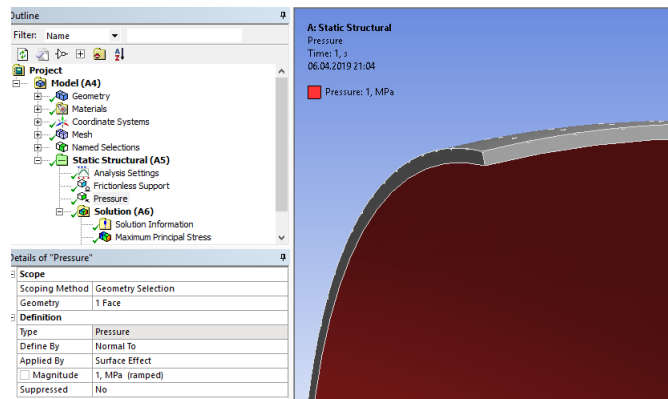 Outline
Filter: Name
Project
Model (A4)
Geometry
Materials
Coordinate Systems
Mesh
Named Selections
Static Structural (A5)
Analysis Settings
Frictionless Support
Pressure
Solution (A6)
Solution Information
Maximum Principal Stress
Details of "Pressure"
Scope
Scoping Method Geometry Selection
Geometry 1 Face
Definition
Type Pressure
Define By Normal To
Applied By Surface Effect
Magnitude 1, MPa (ramped)
Suppressed No
A: Static Structural
Pressure
Time: 1, s
06.04.2019 21:04
Pressure: 1, MPa